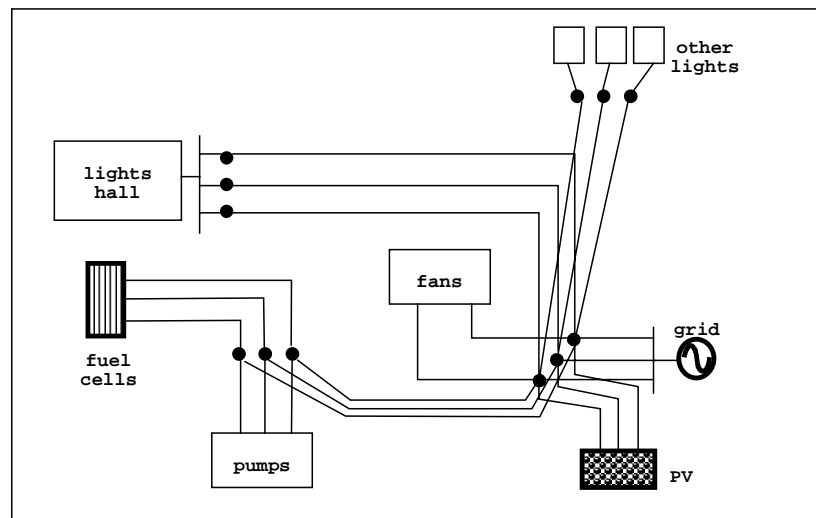 other
lights
lights
hall
fans
grid
fuel
cells
pumps
PV